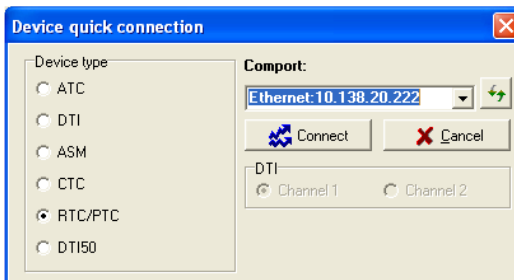 Device quick connection
Device type
ATC
DTI
ASM
CTC
RTC/PTC
DTI50
Comport:
Ethernet:10.138.20.222
Connect
Cancel
DTI
Channel 1
Channel 2